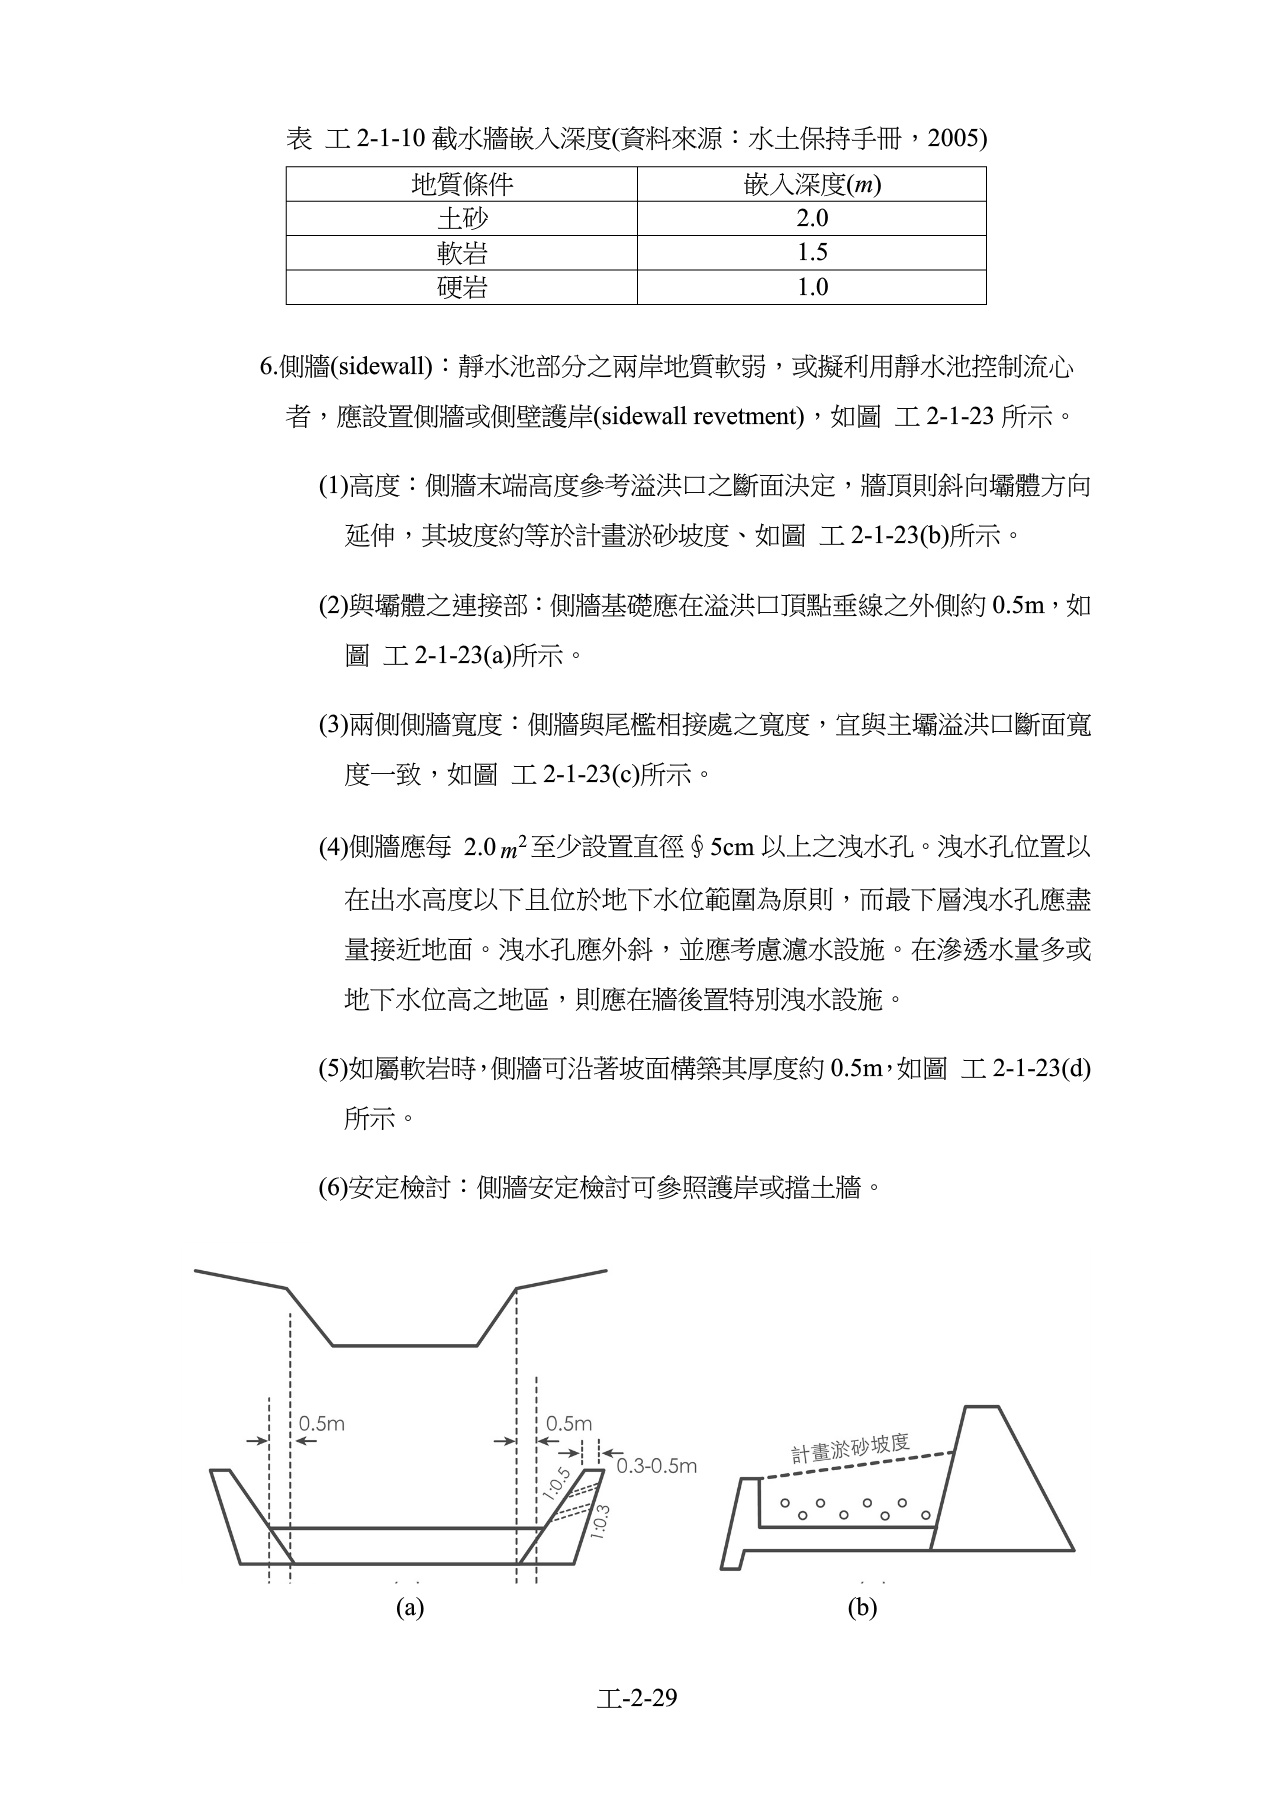 表 工 2-1-10 截水牆嵌入深度(資料來源：水土保持手冊，2005)
地質條件 嵌入深度(m)
土砂 2.0
軟岩 1.5
硬岩 1.0
6.側牆(sidewall)：靜水池部分之兩岸地質軟弱，或擬利用靜水池控制流心
者，應設置側牆或側壁護岸(sidewall revetment)，如圖 工 2-1-23 所示。
(1)高度：側牆末端高度參考溢洪口之斷面決定，牆頂則斜向壩體方向
延伸，其坡度約等於計畫淤砂坡度、如圖 工 2-1-23(b)所示。
(2)與壩體之連接部：側牆基礎應在溢洪口頂點垂線之外側約 0.5m，如
圖 工 2-1-23(a)所示。
(3)兩側側牆寬度：側牆與尾檻相接處之寬度，宜與主壩溢洪口斷面寬
度一致，如圖 工 2-1-23(c)所示。
(4)側牆應每 2.0 m² 至少設置直徑∮5cm 以上之洩水孔。洩水孔位置以
在出水高度以下且位於地下水位範圍為原則，而最下層洩水孔應盡
量接近地面。洩水孔應外斜，並應考慮濾水設施。在滲透水量多或
地下水位高之地區，則應在牆後置特別洩水設施。
(5)如屬軟岩時，側牆可沿著坡面構築其厚度約 0.5m，如圖 工 2-1-23(d)
所示。
(6)安定檢討：側牆安定檢討可參照護岸或擋土牆。
0.5m
0.5m
0.3-0.5m
1:0.5
1:0.3
計畫淤砂坡度
(a)
(b)
工-2-29